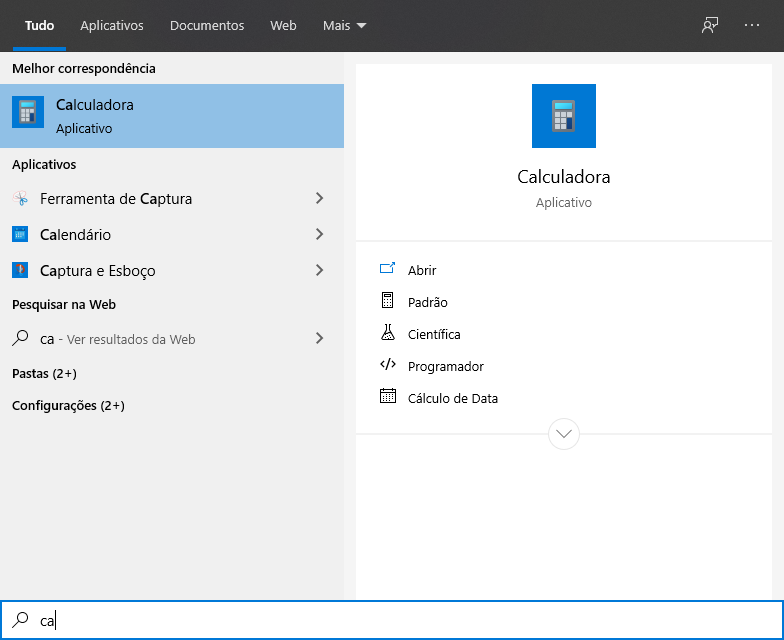 Tudo Aplicativos Documentos Web Mais
Melhor correspondência
Calculadora
Aplicativo
Aplicativos
Ferramenta de Captura
Calendário
Captura e Esboço
Pesquisar na Web
ca - Ver resultados da Web
Pastas (2+)
Configurações (2+)
Calculadora
Aplicativo
Abrir
Padrão
Científica
Programador
Cálculo de Data
ca